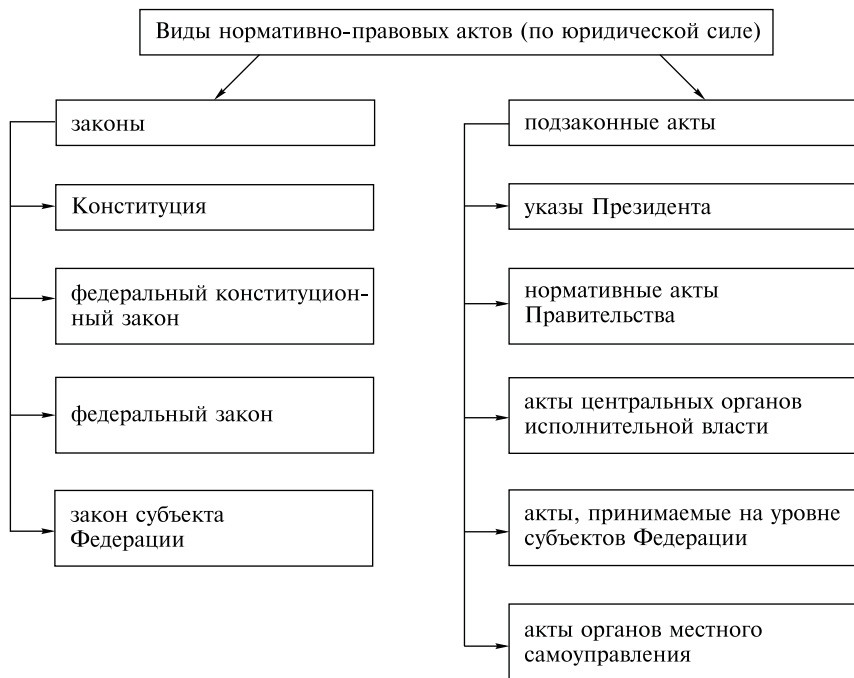 Виды нормативно-правовых актов (по юридической силе)
законы
Конституция
федеральный конституцион-
ный закон
федеральный закон
закон субъекта
Федерации
подзаконные акты
указы Президента
нормативные акты
Правительства
акты центральных органов
исполнительной власти
акты, принимаемые на уровне
субъектов Федерации
акты органов местного
самоуправления